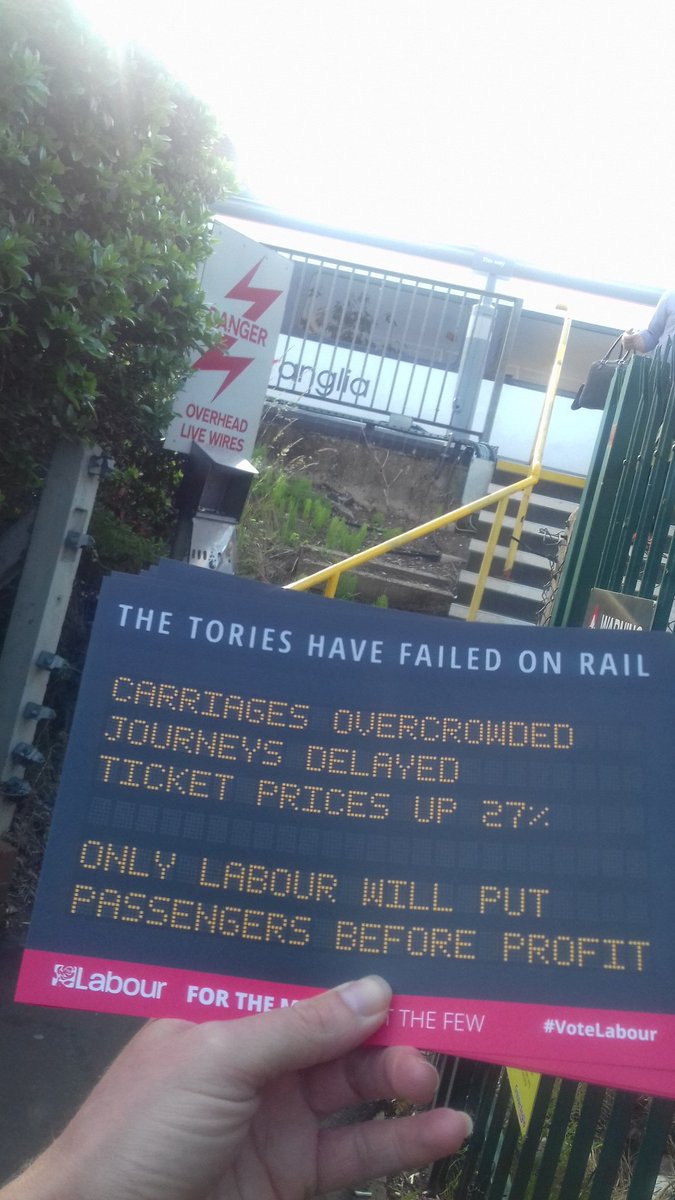 DANGER
OVERHEAD
LIVE WIRES
anglia
WARNING
THE TORIES HAVE FAILED ON RAIL
CARRIAGES OVERCROWDED
JOURNEYS DELAYED
TICKET PRICES UP 27%
ONLY LABOUR WILL PUT
PASSENGERS BEFORE PROFIT
Labour FOR THE THE FEW #VoteLabour